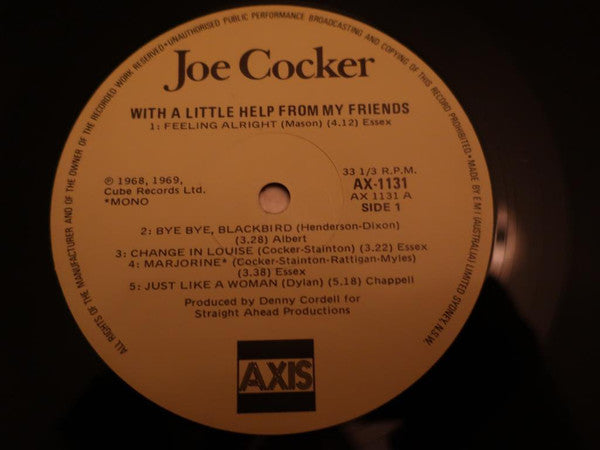 ALL RIGHTS OF THE MANUFACTURER AND OF THE OWNER OF THE RECORDED WORK RESERVED•UNAUTHORISED PUBLIC PERFORMANCE BROADCASTING AND COPYING OF THIS RECORD PROHIBITED•MADE BY E M I (AUSTRALIA) LIMITED SYDNEY, N.S.W.
Joe Cocker
WITH A LITTLE HELP FROM MY FRIENDS
1: FEELING ALRIGHT (Mason) (4.12) Essex
℗ 1968, 1969,
Cube Records Ltd.
*MONO
33 1/3 R.P.M.
AX-1131
AX 1131 A
SIDE 1
2: BYE BYE, BLACKBIRD (Henderson-Dixon)
(3.28) Albert
3: CHANGE IN LOUISE (Cocker-Stainton) (3.22) Essex
4: MARJORINE* (Cocker-Stainton-Rattigan-Myles)
(3.38) Essex
5: JUST LIKE A WOMAN (Dylan) (5.18) Chappell
Produced by Denny Cordell for
Straight Ahead Productions
AXIS